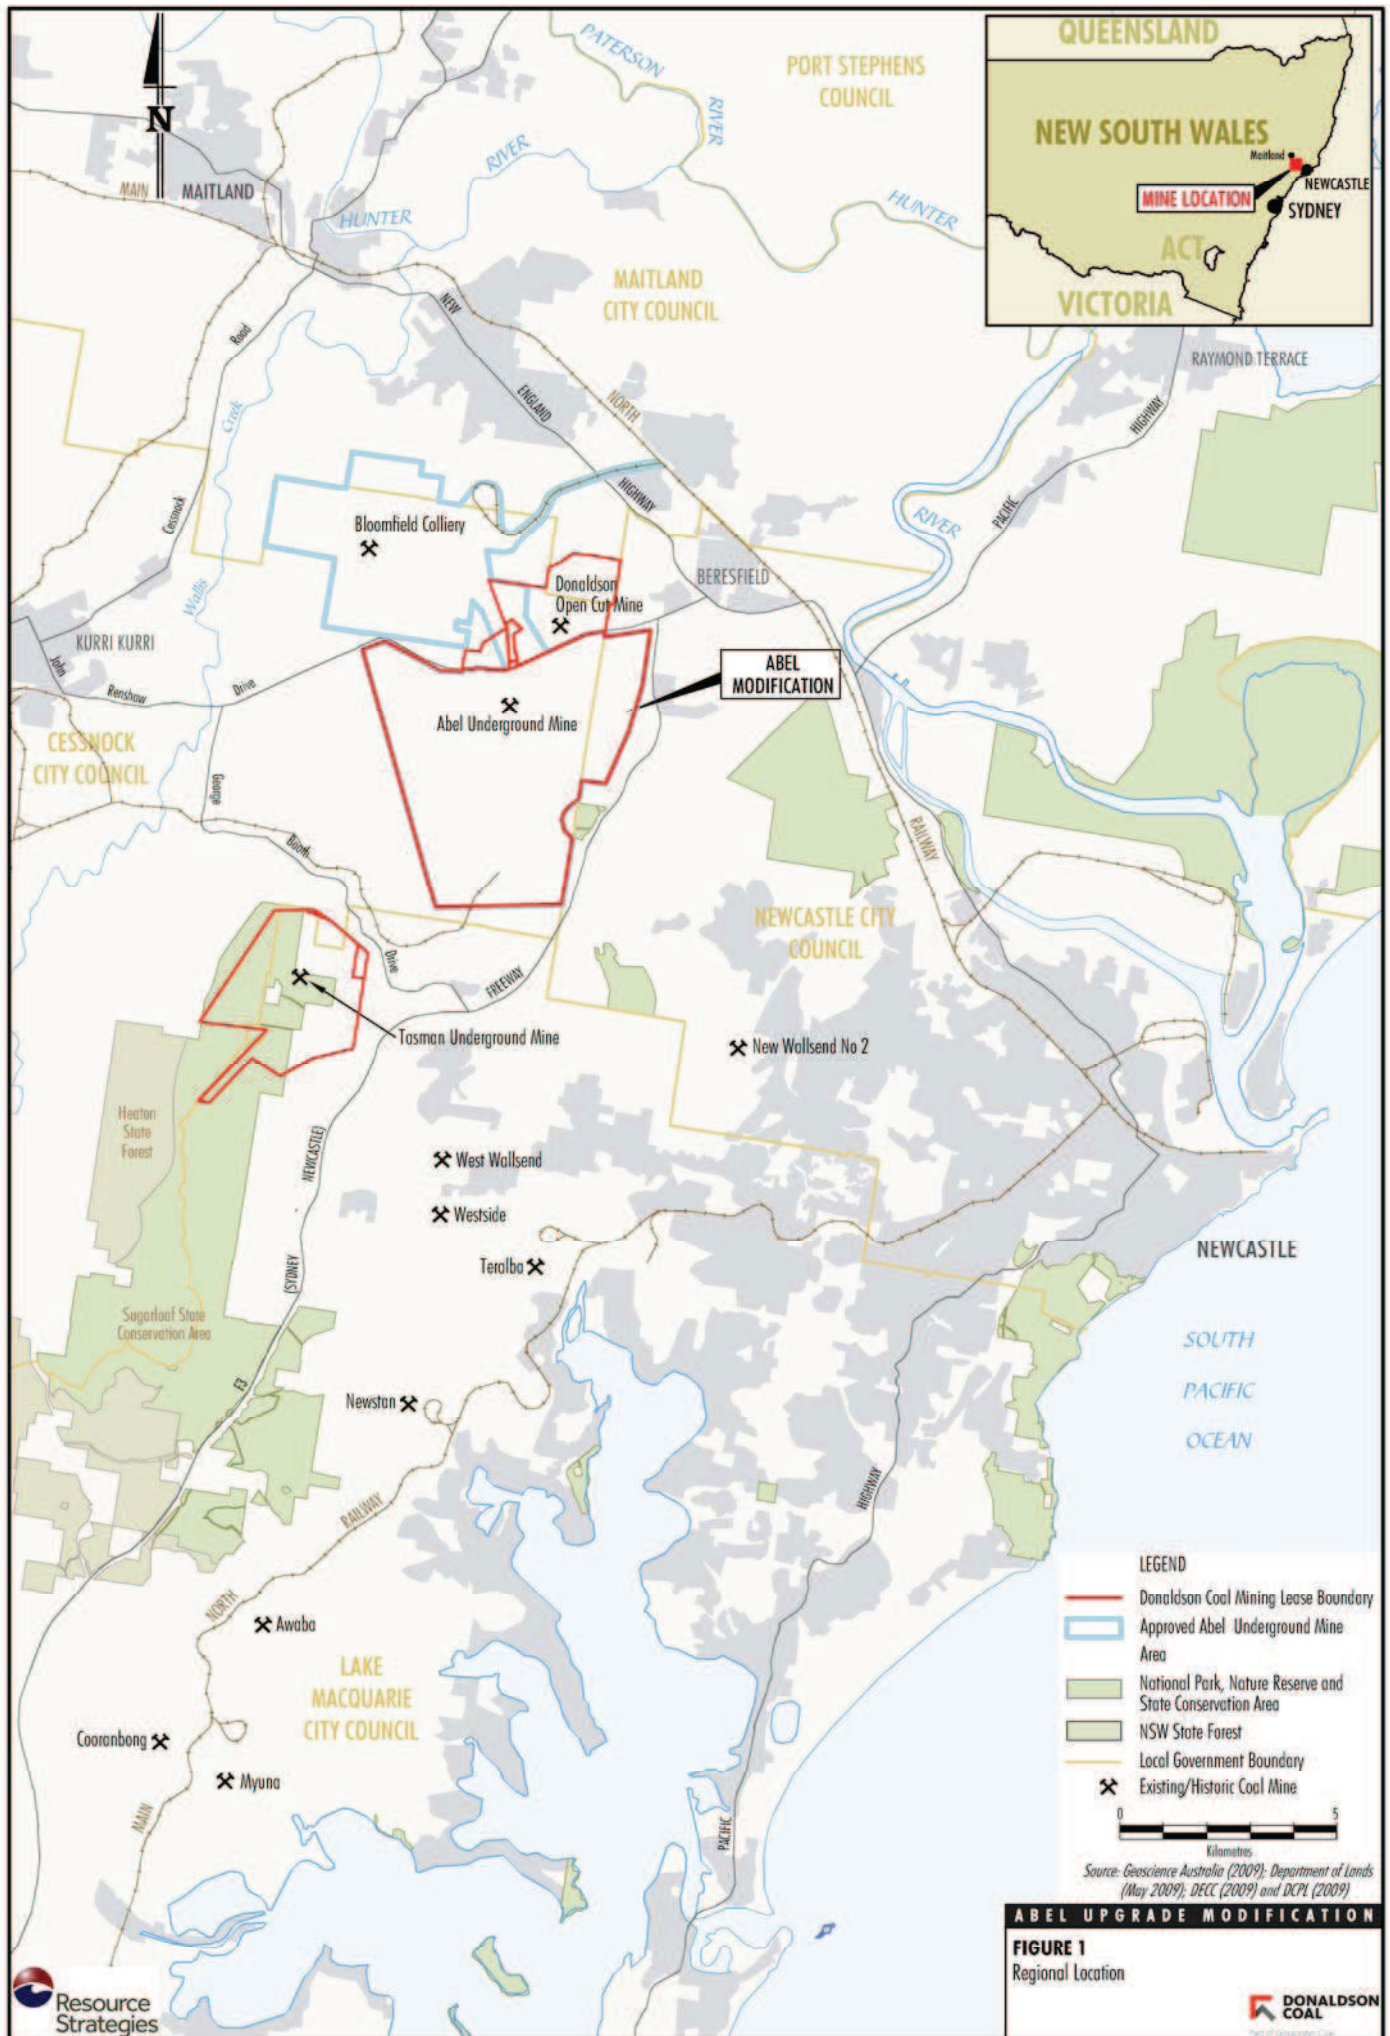 QUEENSLAND
NEW SOUTH WALES
Maitland
NEWCASTLE
MINE LOCATION
SYDNEY
ACT
VICTORIA
N
PATERSON
RIVER
PORT STEPHENS
COUNCIL
RIVER
MAIN
MAITLAND
HUNTER
HUNTER
MAITLAND
CITY COUNCIL
NEW
Road
RAYMOND TERRACE
ENGLAND
NORTH
HIGHWAY
Creek
HIGHWAY
Cessnock
Bloomfield Colliery
RIVER
PACIFIC
Donaldson
Open Cut Mine
BERESFIELD
Wallis
KURRI KURRI
John
Renshaw
Drive
ABEL
MODIFICATION
Abel Underground Mine
CESSNOCK
CITY COUNCIL
George
Booth
Drive
RAILWAY
NEWCASTLE CITY
COUNCIL
FREEWAY
Tasman Underground Mine
New Wallsend No 2
Heaton
State
Forest
NEWCASTLE)
West Wallsend
Westside
Teralba
(SYDNEY
NEWCASTLE
Sugarloaf State
Conservation Area
SOUTH
PACIFIC
OCEAN
F3
Newstan
HIGHWAY
RAILWAY
NORTH
Awaba
LAKE
MACQUARIE
CITY COUNCIL
Cooranbong
Myuna
MAIN
PACIFIC
LEGEND
Donaldson Coal Mining Lease Boundary
Approved Abel Underground Mine
Area
National Park, Nature Reserve and
State Conservation Area
NSW State Forest
Local Government Boundary
Existing/Historic Coal Mine
0 5
Kilometres
Source: Geoscience Australia (2009); Department of Lands
(May 2009); DECC (2009) and DCPL (2009)
ABEL UPGRADE MODIFICATION
FIGURE 1
Regional Location
Resource
Strategies
DONALDSON
COAL
Part of Gloucester Coal